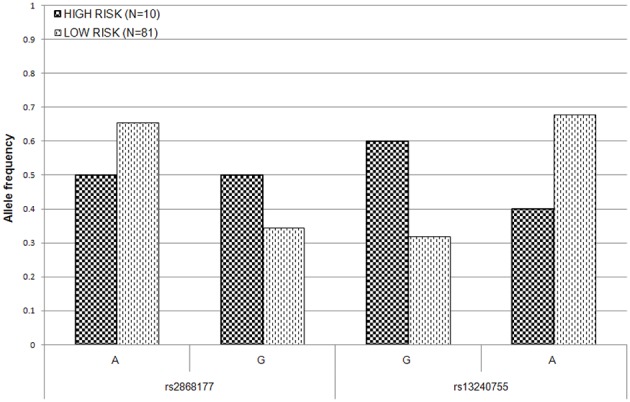 HIGH RISK (N=10)
LOW RISK (N=81)
Allele frequency
1
0.9
0.8
0.7
0.6
0.5
0.4
0.3
0.2
0.1
0
A G G A
rs2868177 rs13240755